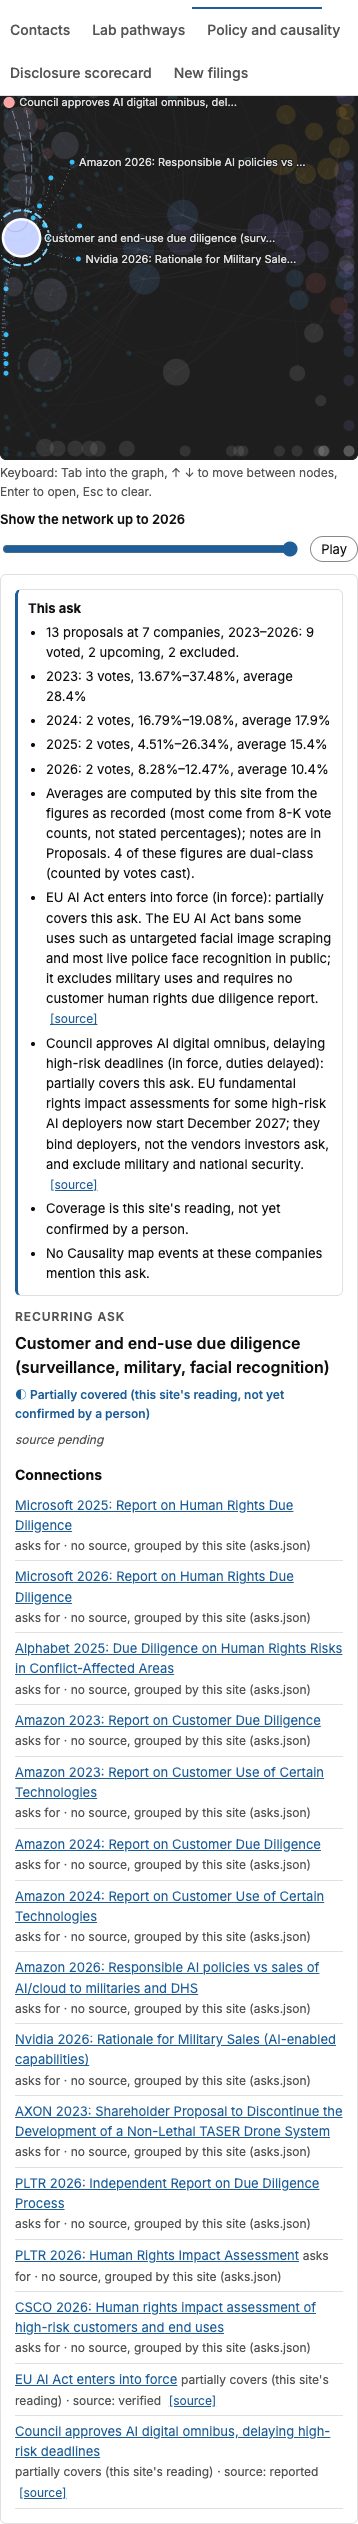 Contacts Lab pathways Policy and causality
Disclosure scorecard New filings
Council approves AI digital omnibus, del...
Amazon 2026: Responsible AI policies vs ...
Customer and end-use due diligence (surv...
Nvidia 2026: Rationale for Military Sale...
Keyboard: Tab into the graph, ↑ ↓ to move between nodes,
Enter to open, Esc to clear.
Show the network up to 2026
Play
This ask
• 13 proposals at 7 companies, 2023–2026: 9
voted, 2 upcoming, 2 excluded.
• 2023: 3 votes, 13.67%–37.48%, average
28.4%
• 2024: 2 votes, 16.79%–19.08%, average 17.9%
• 2025: 2 votes, 4.51%–26.34%, average 15.4%
• 2026: 2 votes, 8.28%–12.47%, average 10.4%
• Averages are computed by this site from the
figures as recorded (most come from 8-K vote
counts, not stated percentages); notes are in
Proposals. 4 of these figures are dual-class
(counted by votes cast).
• EU AI Act enters into force (in force): partially
covers this ask. The EU AI Act bans some
uses such as untargeted facial image scraping
and most live police face recognition in public;
it excludes military uses and requires no
customer human rights due diligence report.
[source]
• Council approves AI digital omnibus, delaying
high-risk deadlines (in force, duties delayed):
partially covers this ask. EU fundamental
rights impact assessments for some high-risk
AI deployers now start December 2027; they
bind deployers, not the vendors investors ask,
and exclude military and national security.
[source]
• Coverage is this site's reading, not yet
confirmed by a person.
• No Causality map events at these companies
mention this ask.
RECURRING ASK
Customer and end-use due diligence
(surveillance, military, facial recognition)
◐ Partially covered (this site's reading, not yet
confirmed by a person)
source pending
Connections
Microsoft 2025: Report on Human Rights Due
Diligence
asks for · no source, grouped by this site (asks.json)
Microsoft 2026: Report on Human Rights Due
Diligence
asks for · no source, grouped by this site (asks.json)
Alphabet 2025: Due Diligence on Human Rights Risks
in Conflict-Affected Areas
asks for · no source, grouped by this site (asks.json)
Amazon 2023: Report on Customer Due Diligence
asks for · no source, grouped by this site (asks.json)
Amazon 2023: Report on Customer Use of Certain
Technologies
asks for · no source, grouped by this site (asks.json)
Amazon 2024: Report on Customer Due Diligence
asks for · no source, grouped by this site (asks.json)
Amazon 2024: Report on Customer Use of Certain
Technologies
asks for · no source, grouped by this site (asks.json)
Amazon 2026: Responsible AI policies vs sales of
AI/cloud to militaries and DHS
asks for · no source, grouped by this site (asks.json)
Nvidia 2026: Rationale for Military Sales (AI-enabled
capabilities)
asks for · no source, grouped by this site (asks.json)
AXON 2023: Shareholder Proposal to Discontinue the
Development of a Non-Lethal TASER Drone System
asks for · no source, grouped by this site (asks.json)
PLTR 2026: Independent Report on Due Diligence
Process
asks for · no source, grouped by this site (asks.json)
PLTR 2026: Human Rights Impact Assessment asks
for · no source, grouped by this site (asks.json)
CSCO 2026: Human rights impact assessment of
high-risk customers and end uses
asks for · no source, grouped by this site (asks.json)
EU AI Act enters into force partially covers (this site's
reading) · source: verified [source]
Council approves AI digital omnibus, delaying high-
risk deadlines
partially covers (this site's reading) · source: reported
[source]